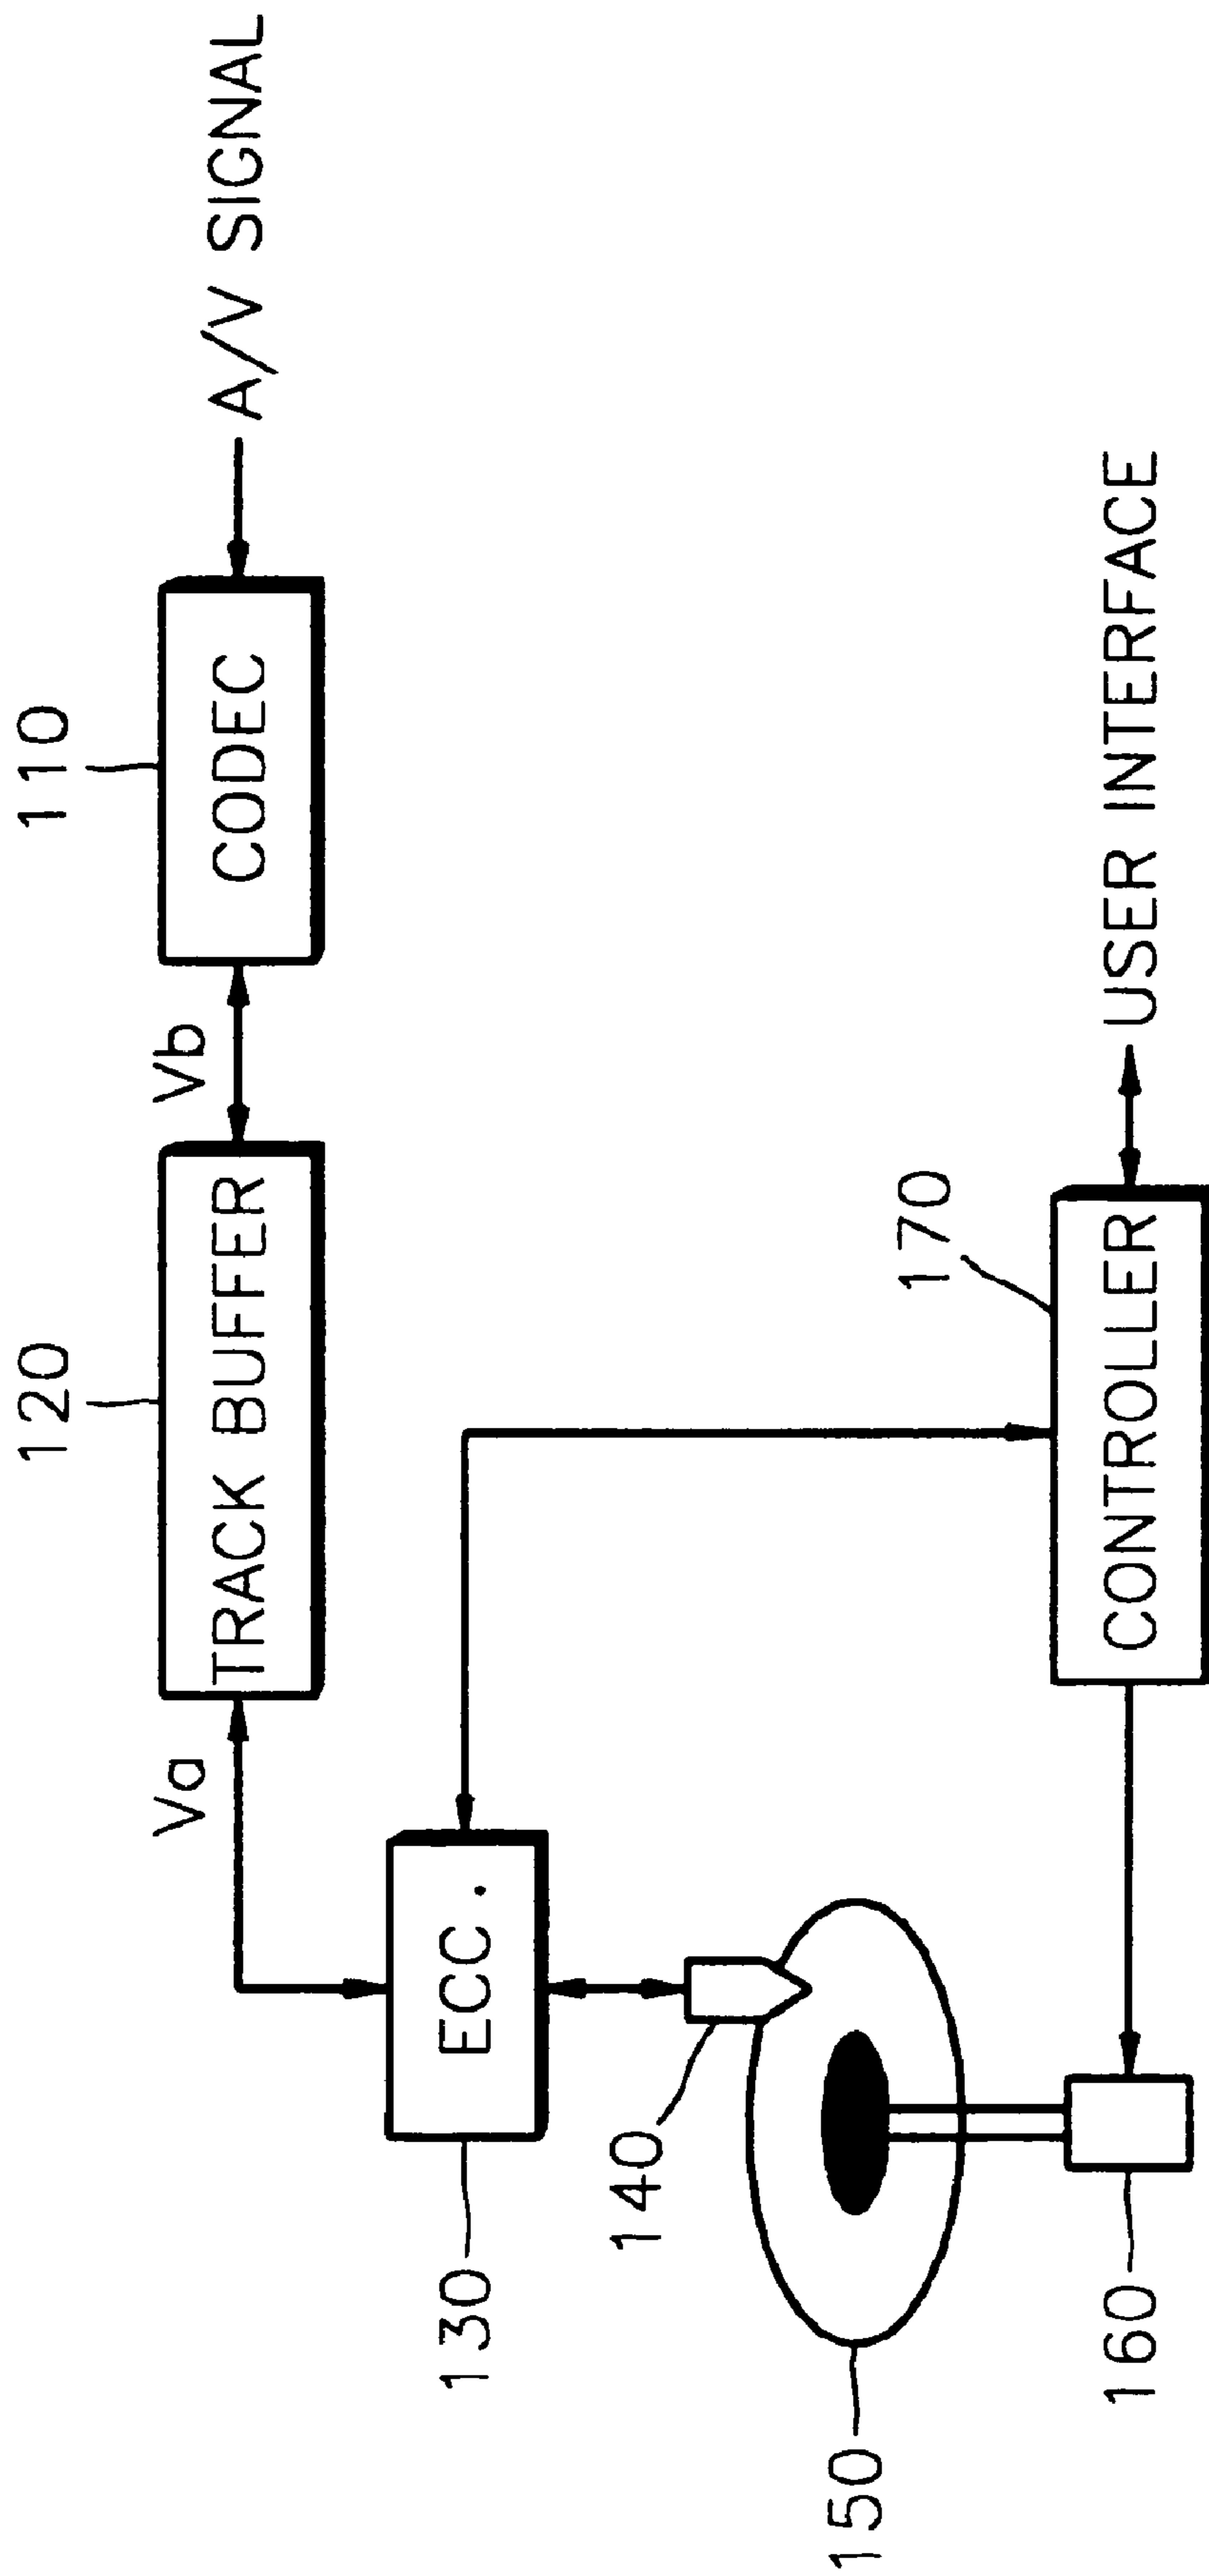 110
120
CODEC
A/V SIGNAL
TRACK BUFFER
Vb
Va
130
ECC.
140
150
160
170
CONTROLLER
USER INTERFACE